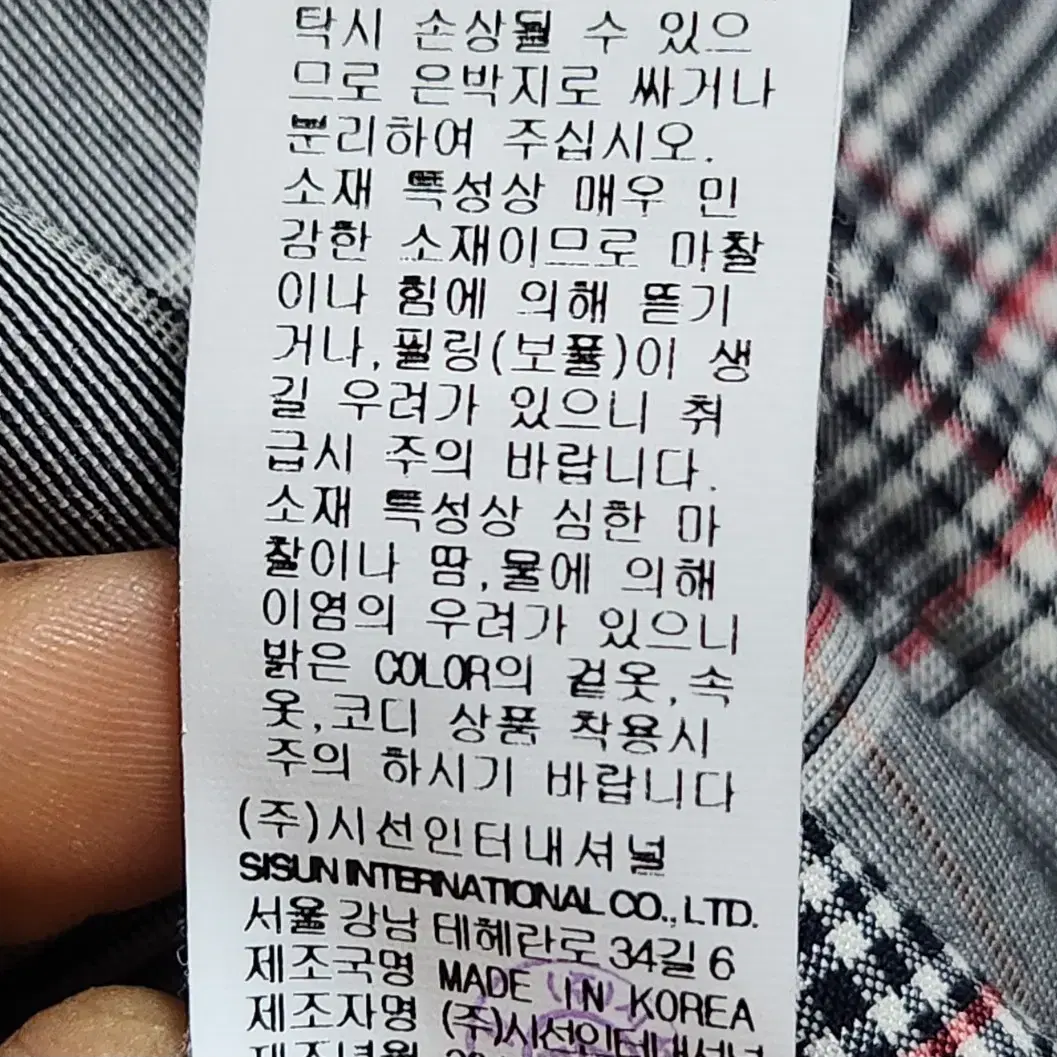 탁시 손상될 수 있으
므로 은박지로 싸거나
분리하여 주십시오.
소재 특성상 매우 민
감한 소재이므로 마찰
이나 힘에 의해 뜯기
거나,필링(보풀)이 생
길 우려가 있으니 취
급시 주의 바랍니다.
소재 특성상 심한 마
찰이나 땀,물에 의해
이염의 우려가 있으니
밝은 COLOR의 겉옷,속
옷,코디 상품 착용시
주의 하시기 바랍니다
(주)시선인터내셔널
SISUN INTERNATIONAL CO., LTD.
서울 강남 테헤란로 34길 6
제조국명 MADE IN KOREA
제조자명 (주)시선인터내셔널
제조년월